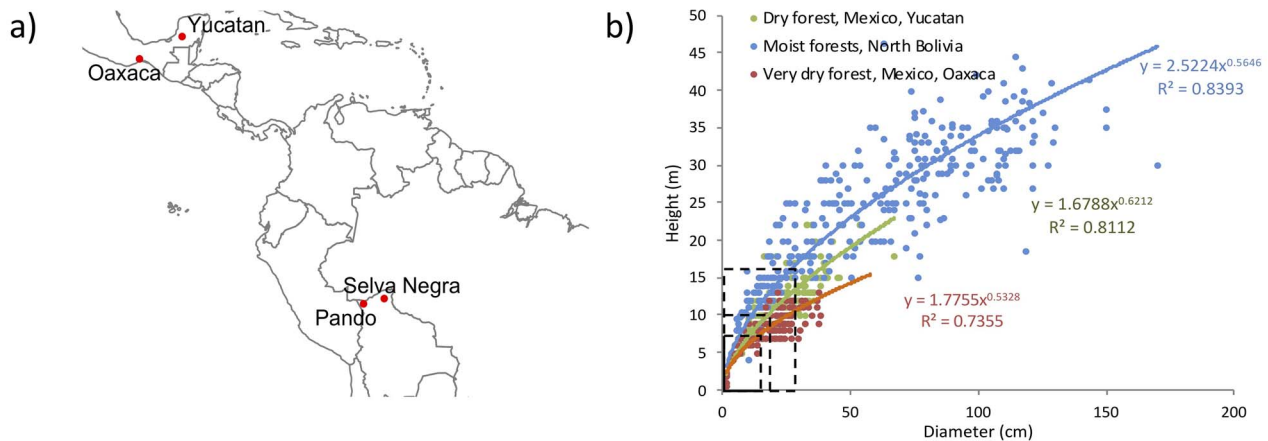 a)
Yucatan
Oaxaca
Selva Negra
Pando
b)
Dry forest, Mexico, Yucatan
Moist forests, North Bolivia
Very dry forest, Mexico, Oaxaca
y = 2.5224x^0.5646
R² = 0.8393
y = 1.6788x^0.6212
R² = 0.8112
y = 1.7755x^0.5328
R² = 0.7355
Height (m)
50
45
40
35
30
25
20
15
10
5
0
0 50 100 150 200
Diameter (cm)